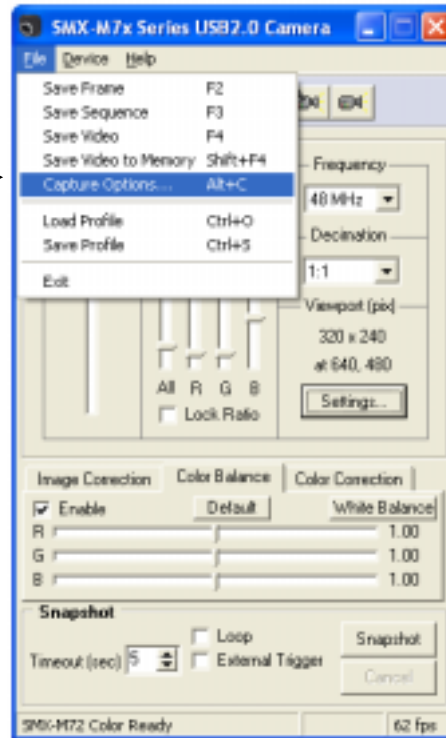 SMX-M7x Series USB2.0 Camera
File Device Help
Save Frame F2
Save Sequence F3
Save Video F4
Save Video to Memory Shift+F4
Capture Options... Alt+C
Load Profile Ctrl+O
Save Profile Ctrl+S
Exit
Frequency
48 MHz
Decimation
1:1
Viewport (pix)
320 x 240
at 640, 480
Settings...
All R G B
Lock Ratio
Image Correction Color Balance Color Correction
Enable Default White Balance
R 1.00
G 1.00
B 1.00
Snapshot
Loop Snapshot
Timeout (sec) 5 External Trigger
Cancel
SMX-M72 Color Ready 62 fps